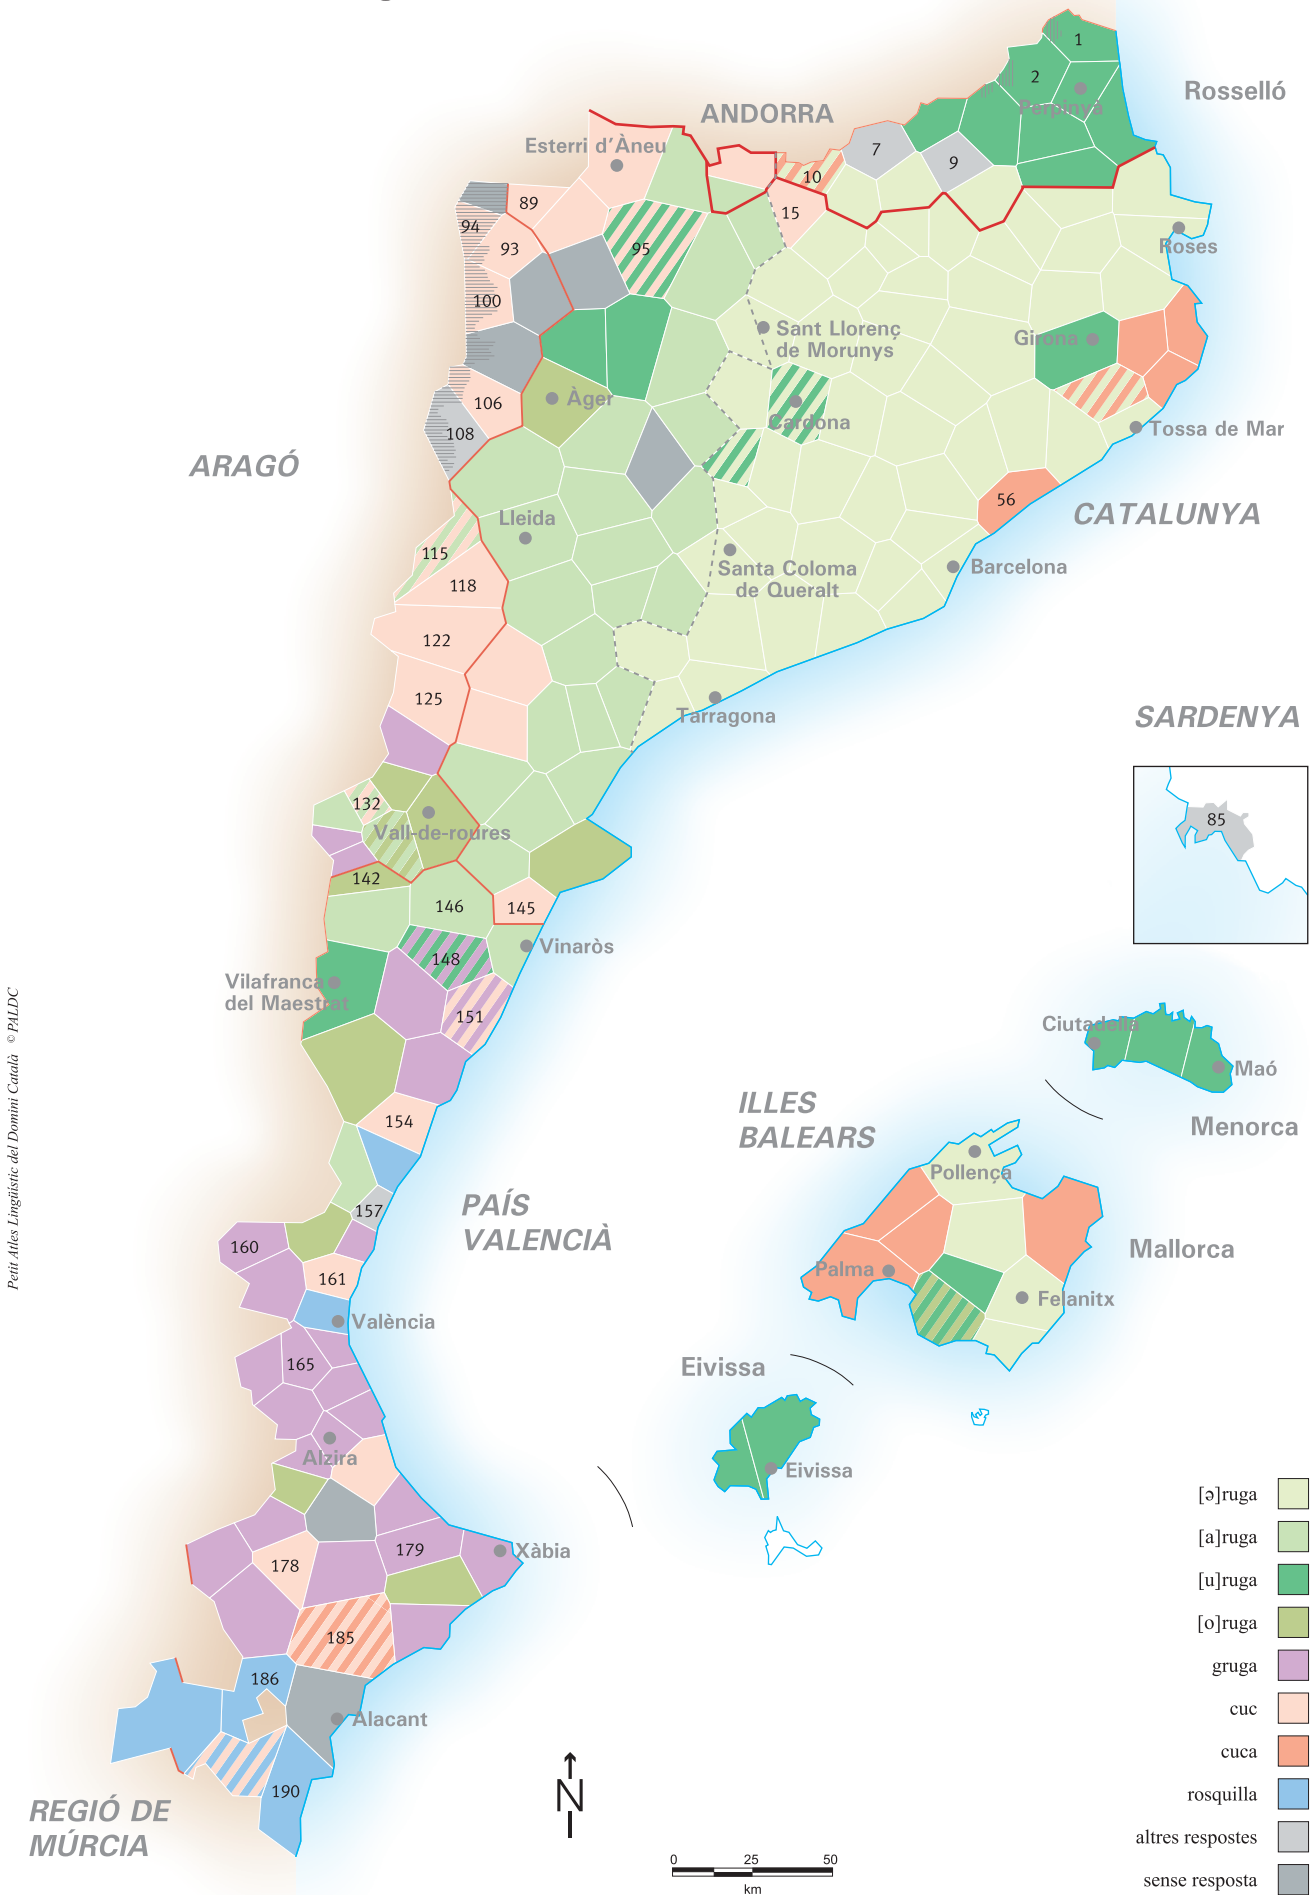 1
2
Perpinyà
Rosselló
ANDORRA
Esterri d'Àneu
7
9
10
15
89
94
93
95
100
Roses
Sant Llorenç
de Morunys
Girona
Àger
106
Cardona
108
Tossa de Mar
ARAGÓ
56
CATALUNYA
Lleida
115
118
Santa Coloma
de Queralt
Barcelona
122
125
Tarragona
SARDENYA
85
132
Vall-de-roures
142
146
145
148
Vinaròs
Vilafranca
del Maestrat
151
Ciutadella
Maó
Menorca
ILLES
BALEARS
154
Pollença
157
PAÍS
VALENCIÀ
160
161
Mallorca
Palma
Felanitx
València
165
Eivissa
Alzira
Eivissa
178
179
Xàbia
185
186
Alacant
190
REGIÓ DE
MÚRCIA
N
0 25 50
km
[ə]ruga
[a]ruga
[u]ruga
[o]ruga
gruga
cuc
cuca
rosquilla
altres respostes
sense resposta
Petit Atles Lingüístic del Domini Català © PALDC